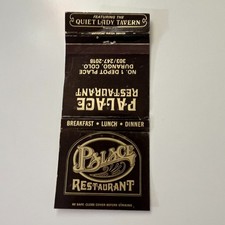 FEATURING THE
QUIET LADY TAVERN
PALACE
RESTAURANT
NO. 1 DEPOT PLACE
DURANGO, COLO.
303/247-2018
BREAKFAST • LUNCH • DINNER
PALACE
RESTAURANT